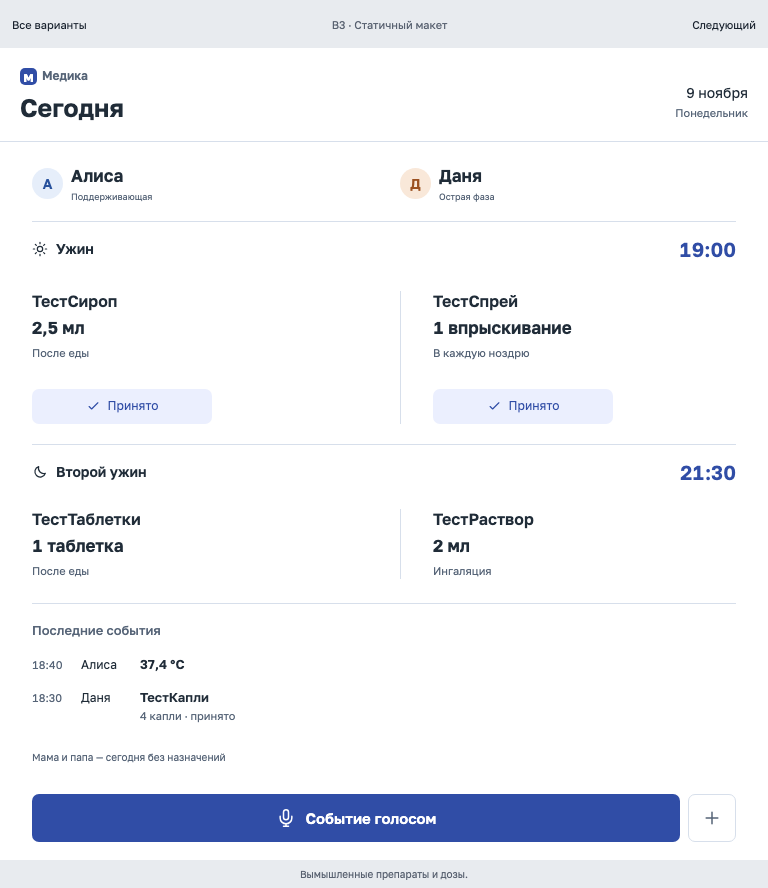 Все варианты
B3 · Статичный макет
Следующий
М Медика
Сегодня
9 ноября
Понедельник
А Алиса
Поддерживающая
Д Даня
Острая фаза
Ужин
19:00
ТестСироп
2,5 мл
После еды
Принято
ТестСпрей
1 впрыскивание
В каждую ноздрю
Принято
Второй ужин
21:30
ТестТаблетки
1 таблетка
После еды
ТестРаствор
2 мл
Ингаляция
Последние события
18:40 Алиса 37,4 °C
18:30 Даня ТестКапли
4 капли · принято
Мама и папа — сегодня без назначений
Событие голосом
Вымышленные препараты и дозы.